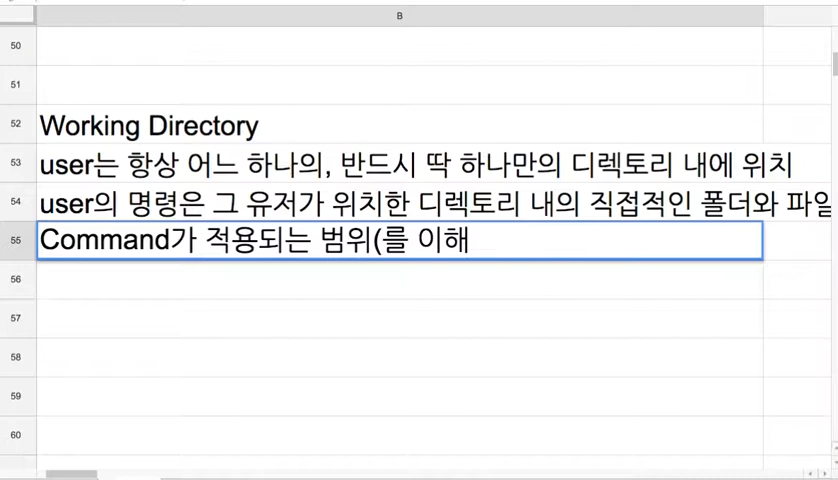 B
50
51
52 Working Directory
53 user는 항상 어느 하나의, 반드시 딱 하나만의 디렉토리 내에 위치
54 user의 명령은 그 유저가 위치한 디렉토리 내의 직접적인 폴더와 파일
55 Command가 적용되는 범위(를 이해
56
57
58
59
60